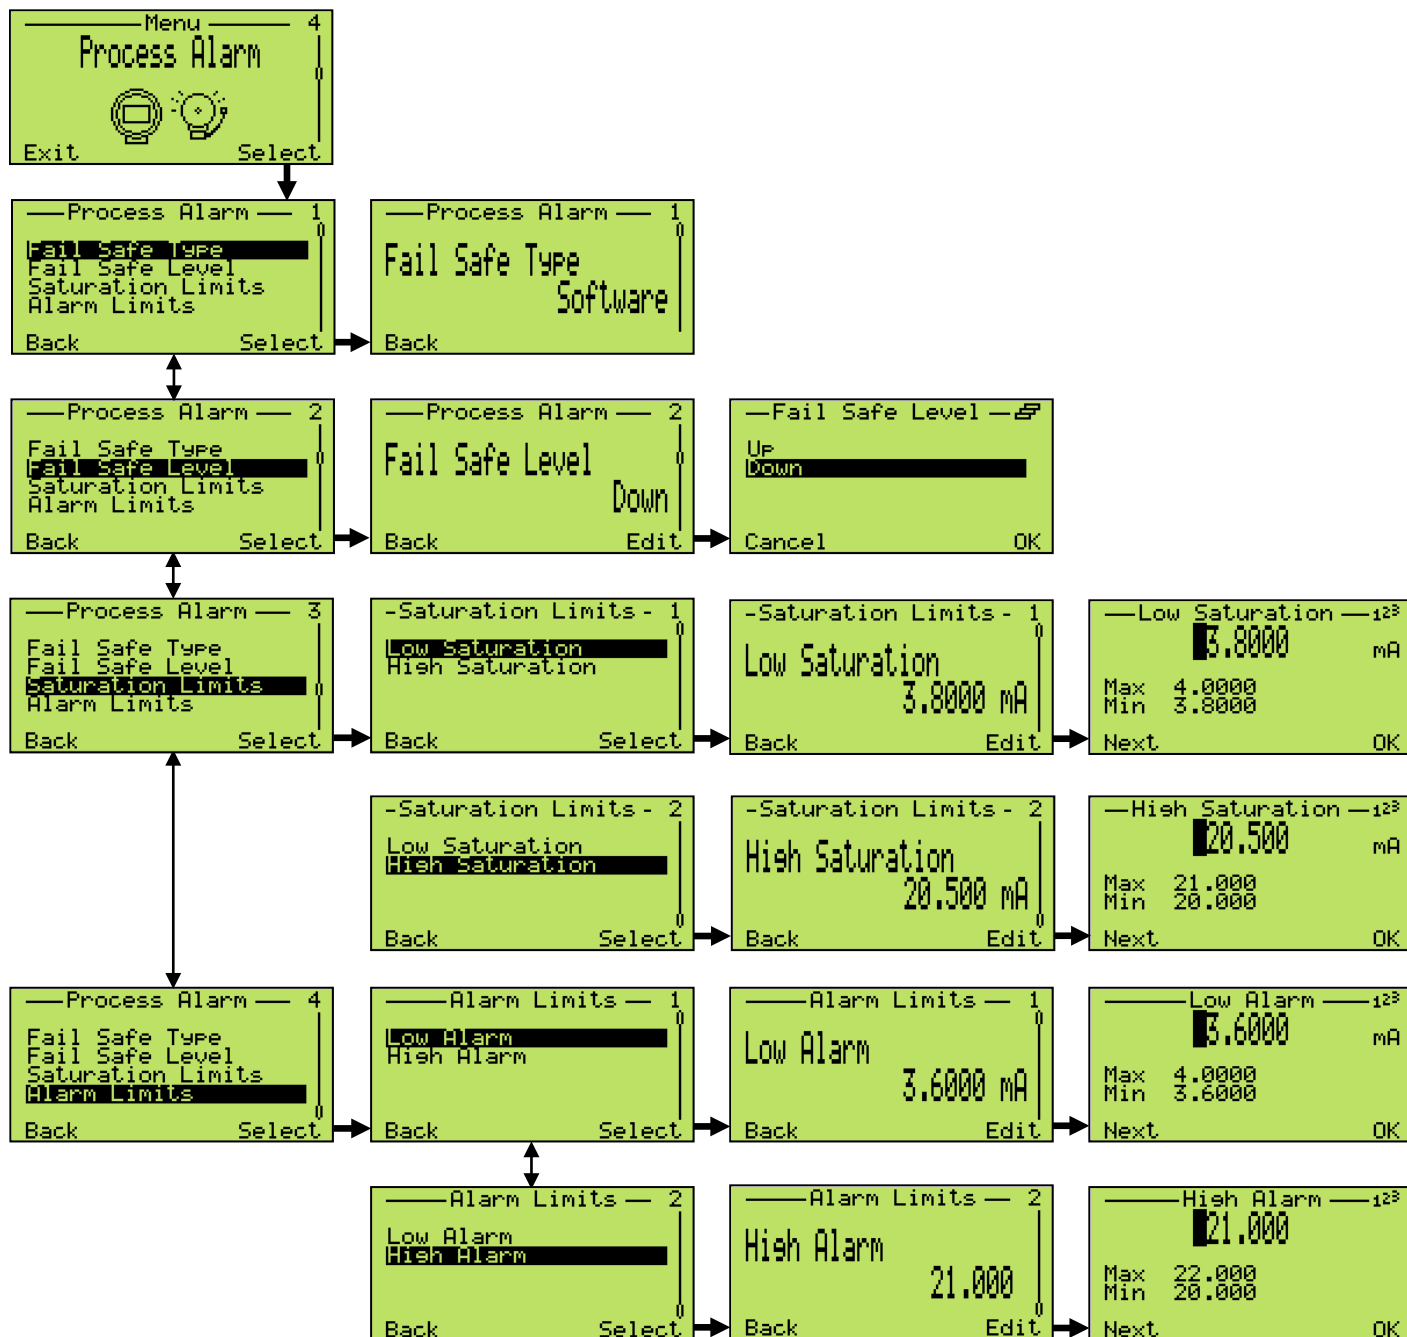 Menu 4
Process Alarm
Exit Select
Process Alarm 1
Fail Safe Type
Fail Safe Level
Saturation Limits
Alarm Limits
Back Select
Process Alarm 1
Fail Safe Type
Software
Back
Process Alarm 2
Fail Safe Type
Fail Safe Level
Saturation Limits
Alarm Limits
Back Select
Process Alarm 2
Fail Safe Level
Down
Back Edit
Fail Safe Level
Up
Down
Cancel OK
Process Alarm 3
Fail Safe Type
Fail Safe Level
Saturation Limits
Alarm Limits
Back Select
-Saturation Limits- 1
Low Saturation
High Saturation
Back Select
-Saturation Limits- 1
Low Saturation
3.8000 mA
Back Edit
Low Saturation 123
3.8000 mA
Max 4.0000
Min 3.8000
Next OK
-Saturation Limits- 2
Low Saturation
High Saturation
Back Select
-Saturation Limits- 2
High Saturation
20.500 mA
Back Edit
High Saturation 123
20.500 mA
Max 21.000
Min 20.000
Next OK
Process Alarm 4
Fail Safe Type
Fail Safe Level
Saturation Limits
Alarm Limits
Back Select
Alarm Limits 1
Low Alarm
High Alarm
Back Select
Alarm Limits 1
Low Alarm
3.6000 mA
Back Edit
Low Alarm 123
3.6000 mA
Max 4.0000
Min 3.6000
Next OK
Alarm Limits 2
Low Alarm
High Alarm
Back Select
Alarm Limits 2
High Alarm
21.000
Back Edit
High Alarm 123
21.000
Max 22.000
Min 20.000
Next OK